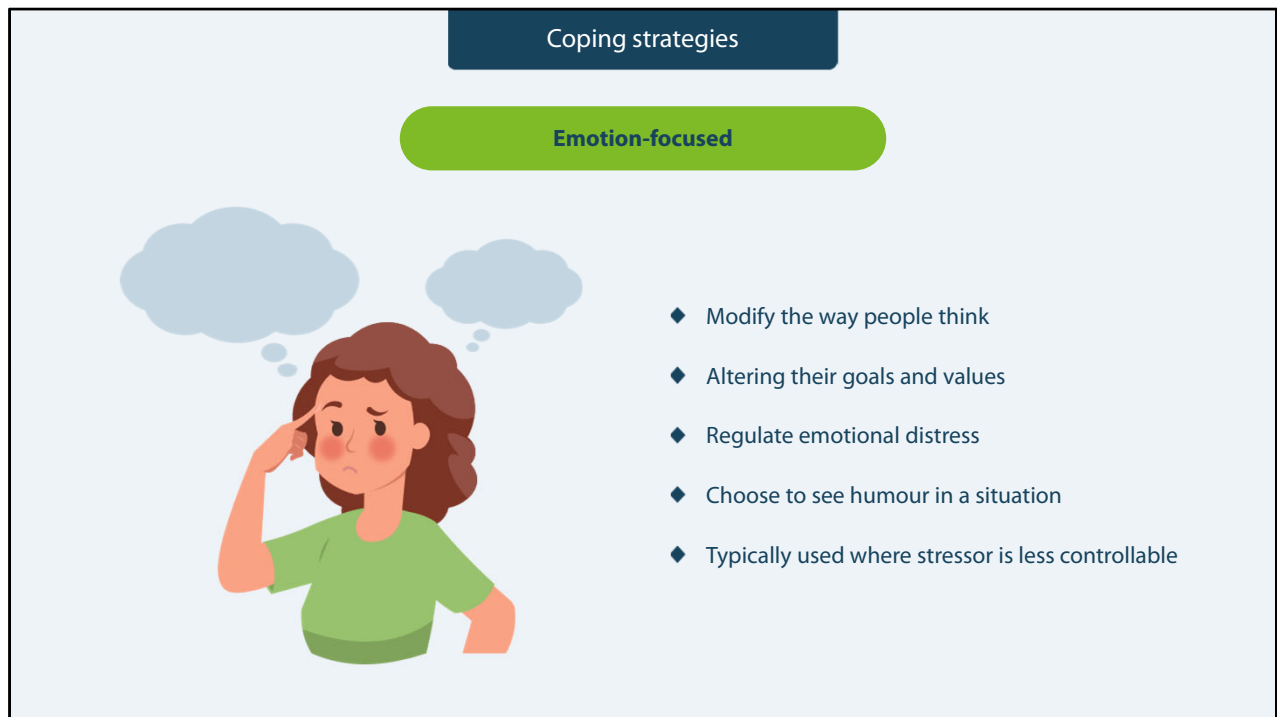 Coping strategies
Emotion-focused
Modify the way people think
Altering their goals and values
Regulate emotional distress
Choose to see humour in a situation
Typically used where stressor is less controllable